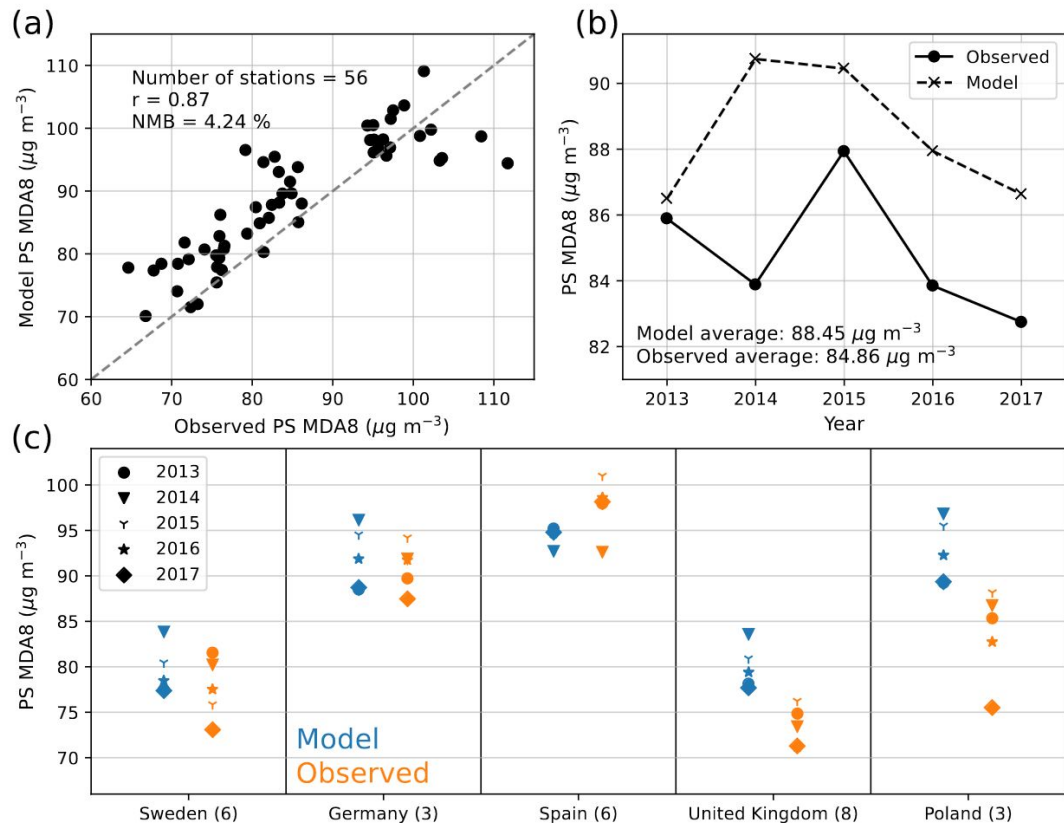 (a)
Number of stations = 56
r = 0.87
NMB = 4.24 %
Model PS MDA8 (μg m⁻³)
110
100
90
80
70
60
60 70 80 90 100 110
Observed PS MDA8 (μg m⁻³)
(b)
Observed
Model
PS MDA8 (μg m⁻³)
90
88
86
84
82
Model average: 88.45 μg m⁻³
Observed average: 84.86 μg m⁻³
2013 2014 2015 2016 2017
Year
(c)
2013
2014
2015
2016
2017
PS MDA8 (μg m⁻³)
100
95
90
85
80
75
70
Model
Observed
Sweden (6) Germany (3) Spain (6) United Kingdom (8) Poland (3)